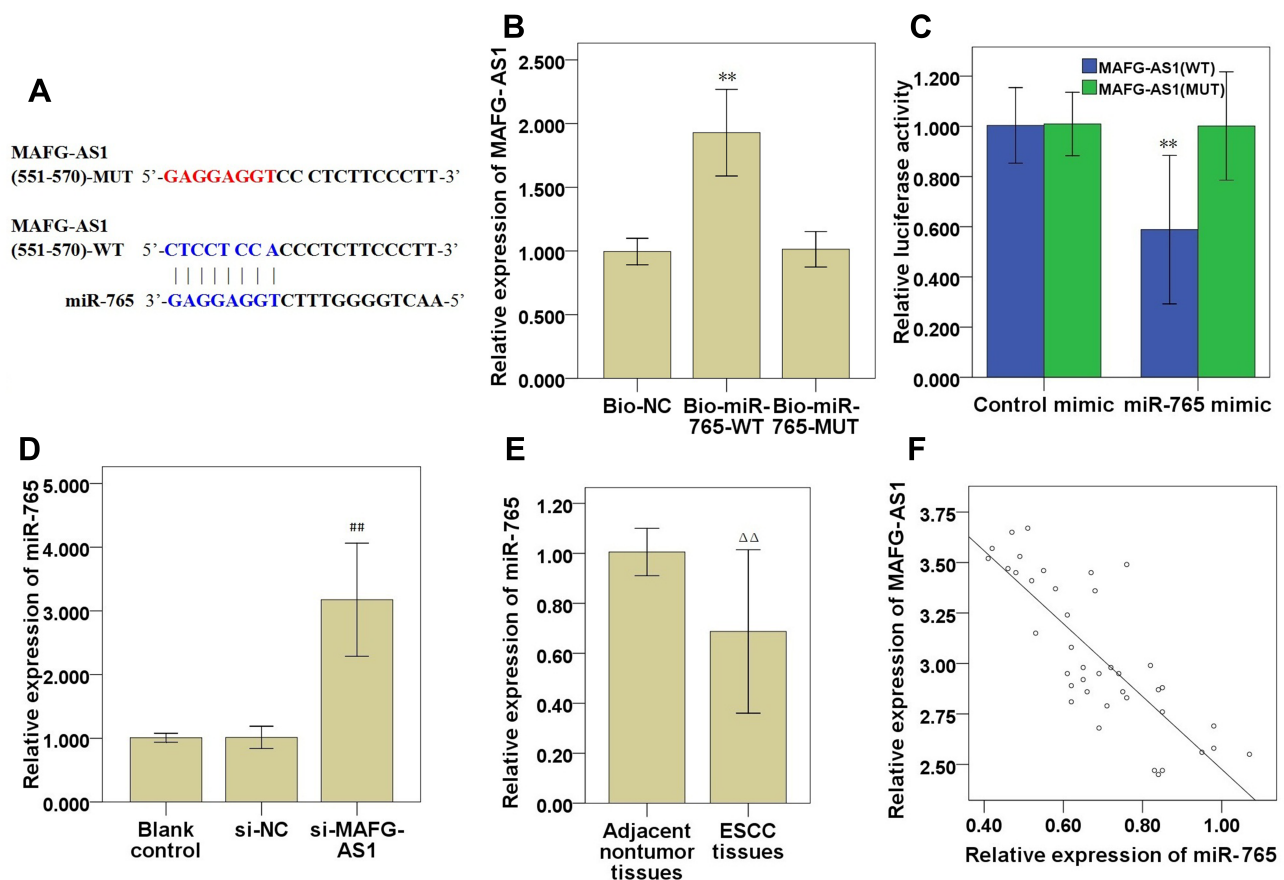 A
MAFG-AS1
(551-570)-MUT 5’-GAGGAGGTCC CTCTTCCCTT-3’
MAFG-AS1
(551-570)-WT 5’-CTCCT CC ACCCTCTTCCCTT-3’
miR-765 3’-GAGGAGGTCTTTGGGGTCAA-5’
B
Relative expression of MAFG- AS1
2.500
2.000
1.500
1.000
0.500
0.000
**
Bio-NC
Bio-miR-
765-WT
Bio-miR-
765-MUT
C
Relative luciferase activity
1.200
1.000
0.800
0.600
0.400
0.200
0.000
MAFG-AS1(WT)
MAFG-AS1(MUT)
**
Control mimic
miR-765 mimic
D
Relative expression of miR-765
5.000
4.000
3.000
2.000
1.000
0.000
##
Blank
control
si-NC
si-MAFG-
AS1
E
Relative expression of miR-765
1.20
1.00
0.80
0.60
0.40
0.20
0.00
ΔΔ
Adjacent
nontumor
tissues
ESCC
tissues
F
Relative expression of MAFG-AS1
3.75
3.50
3.25
3.00
2.75
2.50
0.40 0.60 0.80 1.00
Relative expression of miR-765